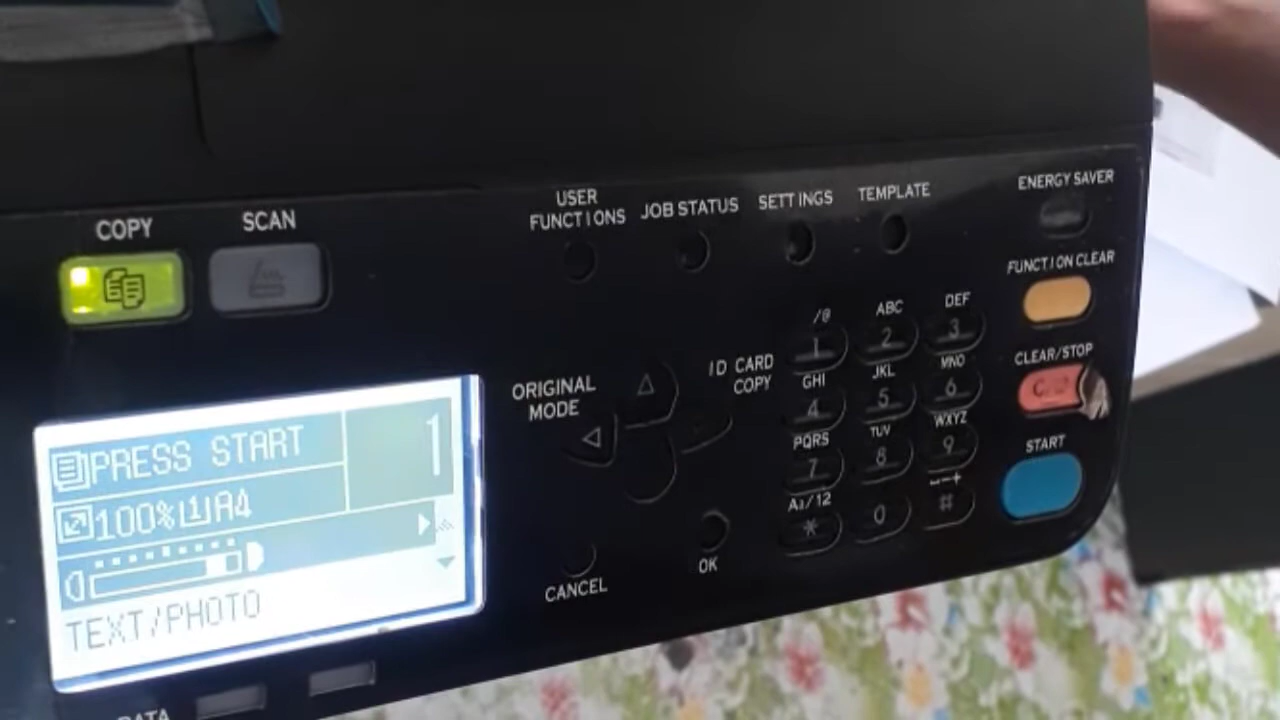 COPY
SCAN
USER
FUNCTIONS
JOB STATUS
SETTINGS
TEMPLATE
ENERGY SAVER
FUNCTION CLEAR
CLEAR/STOP
START
ORIGINAL
MODE
ID CARD
COPY
CANCEL
OK
/@
ABC
DEF
1
2
3
GHI
JKL
MNO
4
5
6
PQRS
TUV
WXYZ
7
8
9
*
0
#
PRESS START
1
100% 1 A4
TEXT/PHOTO
DATA